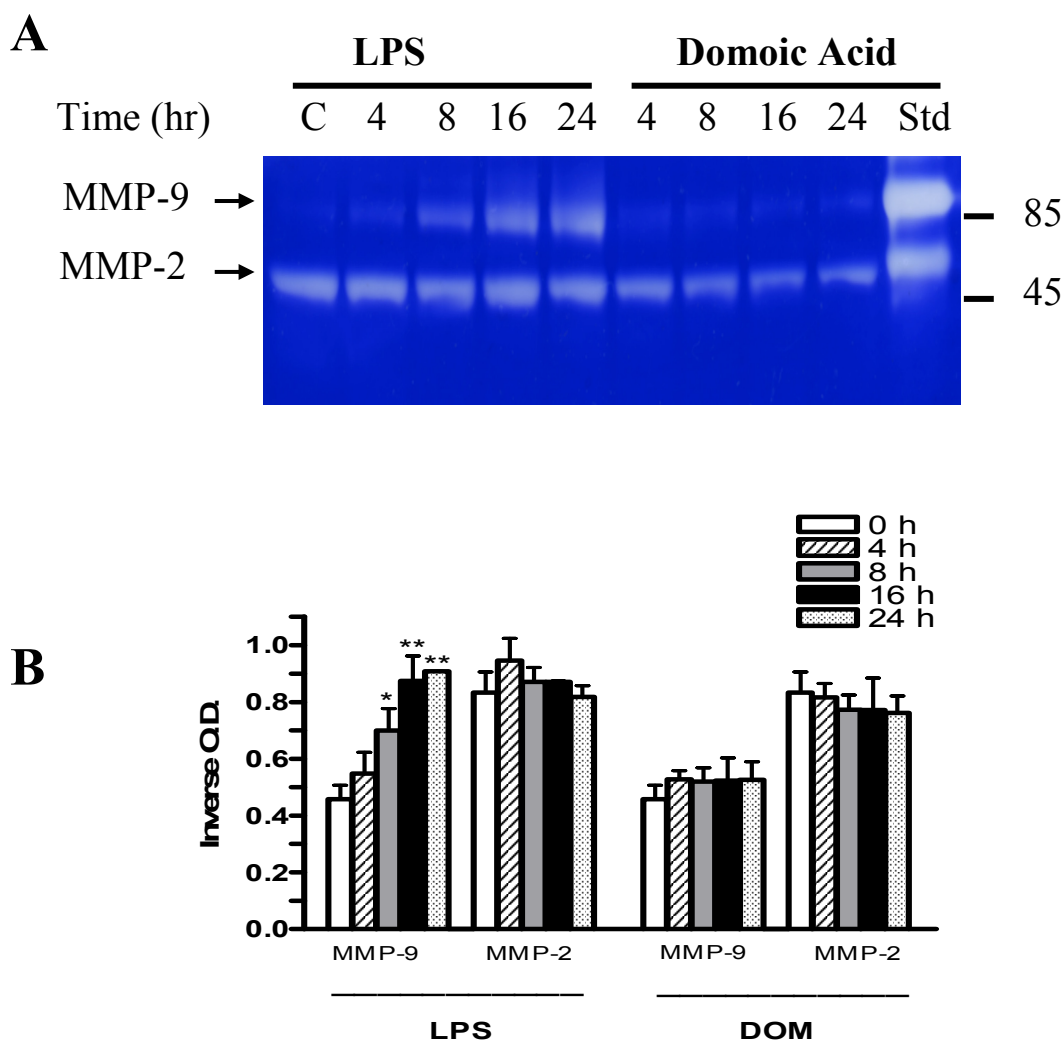 A
LPS Domoic Acid
Time (hr) C 4 8 16 24 4 8 16 24 Std
MMP-9
85
MMP-2
45
0 h
4 h
8 h
16 h
24 h
B
Inverse O.D.
1.0
0.8
0.6
0.4
0.2
0.0
* ** **
MMP-9 MMP-2 MMP-9 MMP-2
LPS DOM